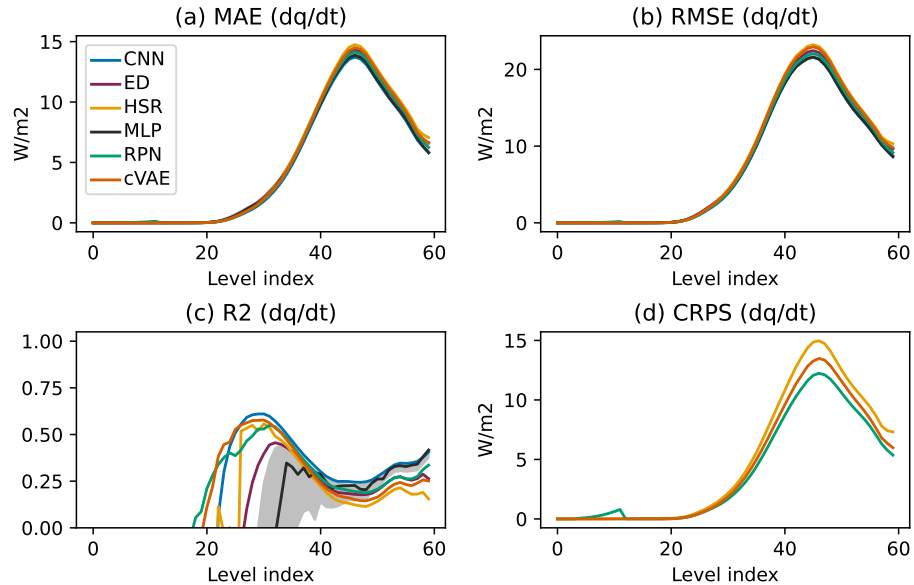 (a) MAE (dq/dt)
15
10
5
0
W/m2
0 20 40 60
Level index
CNN
ED
HSR
MLP
RPN
cVAE
(b) RMSE (dq/dt)
20
10
0
W/m2
0 20 40 60
Level index
(c) R2 (dq/dt)
1.00
0.75
0.50
0.25
0.00
0 20 40 60
Level index
(d) CRPS (dq/dt)
15
10
5
0
W/m2
0 20 40 60
Level index